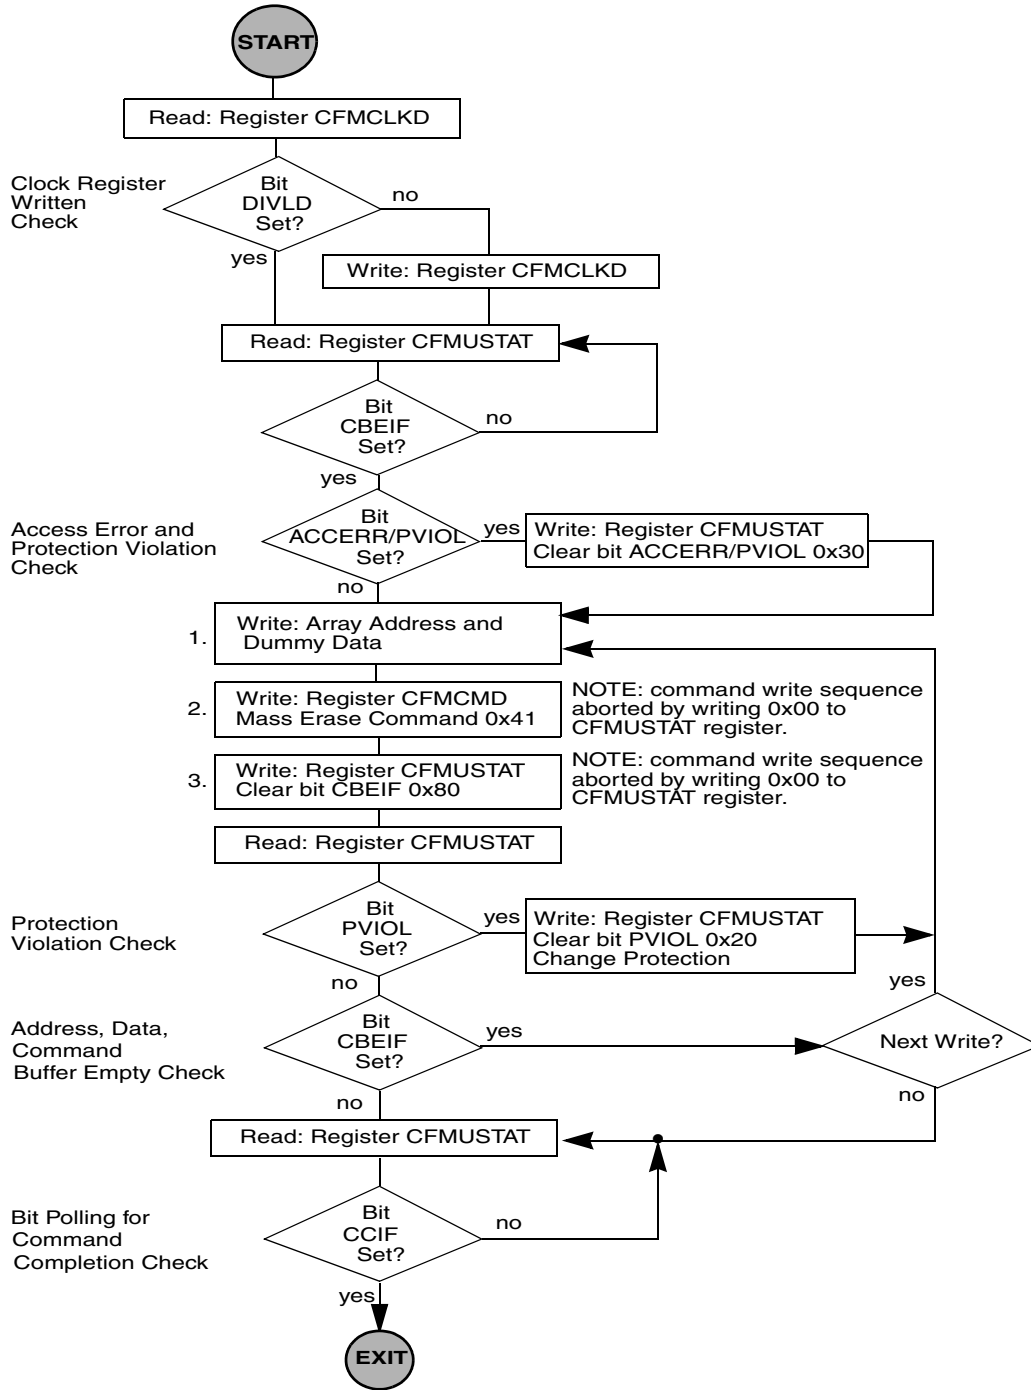 START
Read: Register CFMCLKD
Clock Register
Written
Check
Bit
DIVLD
Set?
no
yes
Write: Register CFMCLKD
Read: Register CFMUSTAT
Bit
CBEIF
Set?
no
yes
Access Error and
Protection Violation
Check
Bit
ACCERR/PVIOL
Set?
yes
Write: Register CFMUSTAT
Clear bit ACCERR/PVIOL 0x30
no
1.
Write: Array Address and
Dummy Data
2.
Write: Register CFMCMD
Mass Erase Command 0x41
NOTE: command write sequence
aborted by writing 0x00 to
CFMUSTAT register.
3.
Write: Register CFMUSTAT
Clear bit CBEIF 0x80
NOTE: command write sequence
aborted by writing 0x00 to
CFMUSTAT register.
Read: Register CFMUSTAT
Protection
Violation Check
Bit
PVIOL
Set?
yes
Write: Register CFMUSTAT
Clear bit PVIOL 0x20
Change Protection
no
yes
Address, Data,
Command
Buffer Empty Check
Bit
CBEIF
Set?
yes
Next Write?
no
no
Read: Register CFMUSTAT
Bit Polling for
Command
Completion Check
Bit
CCIF
Set?
no
yes
EXIT